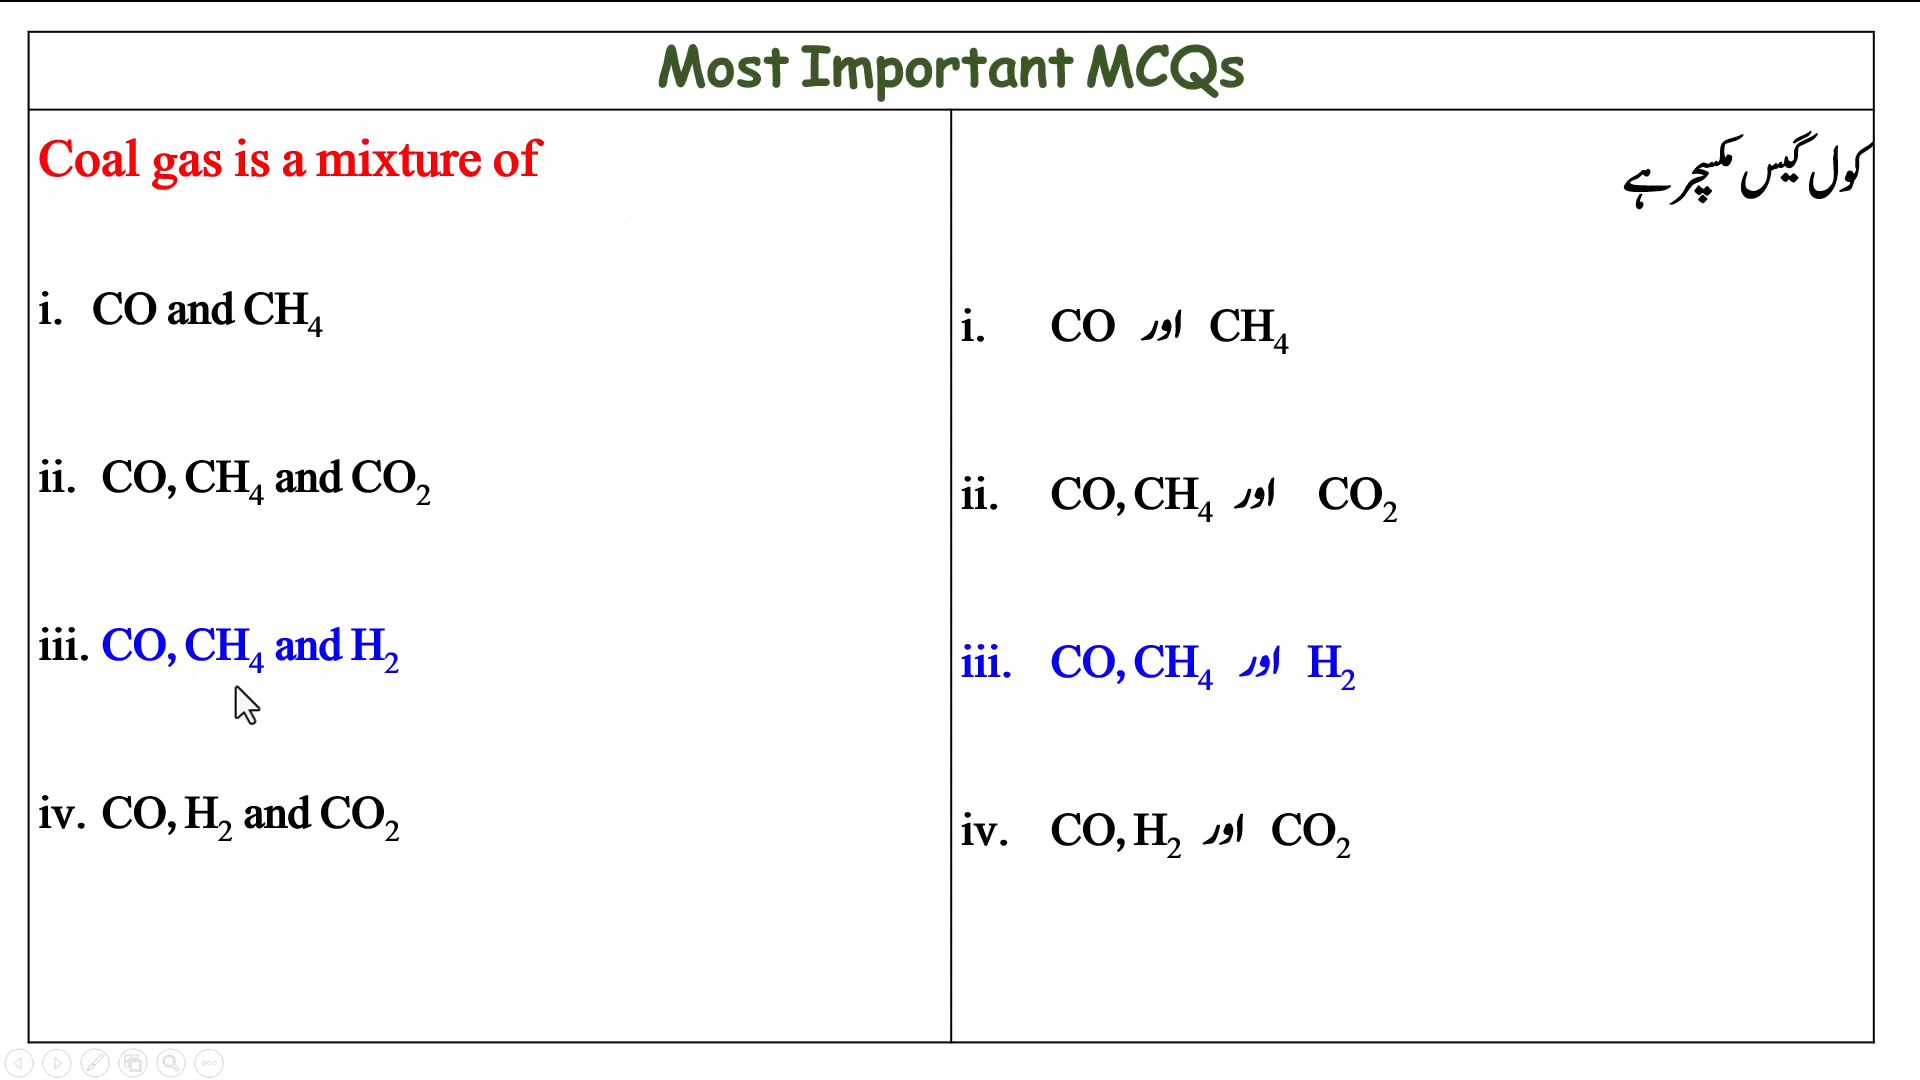 Most Important MCQs
Coal gas is a mixture of
i. CO and CH₄
ii. CO, CH₄ and CO₂
iii. CO, CH₄ and H₂
iv. CO, H₂ and CO₂
کول گیس مکسچر ہے
i. CO اور CH₄
ii. CO, CH₄ اور CO₂
iii. CO, CH₄ اور H₂
iv. CO, H₂ اور CO₂